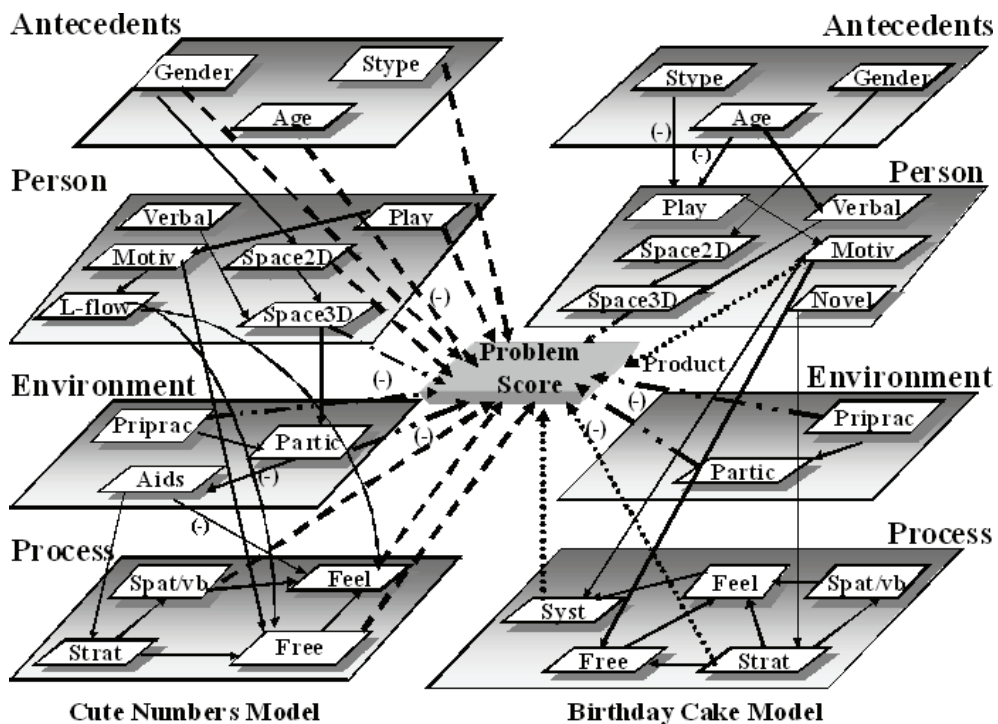 Antecedents
Gender
Stype
Age
Person
Verbal
Play
Motiv
Space2D
L-flow
Space3D
(-)
(-)
Environment
Priprac
Partic
(-)
Aids
(-)
(-)
Process
Spat/vb
Feel
Strat
Free
Cute Numbers Model
Problem
Score
Product
Antecedents
Stype
Gender
Age
(-)
(-)
Person
Play
Verbal
Space2D
Motiv
Space3D
Novel
Environment
(-)
(-)
Priprac
Partic
Process
Feel
Spat/vb
Syst
Free
Strat
Birthday Cake Model